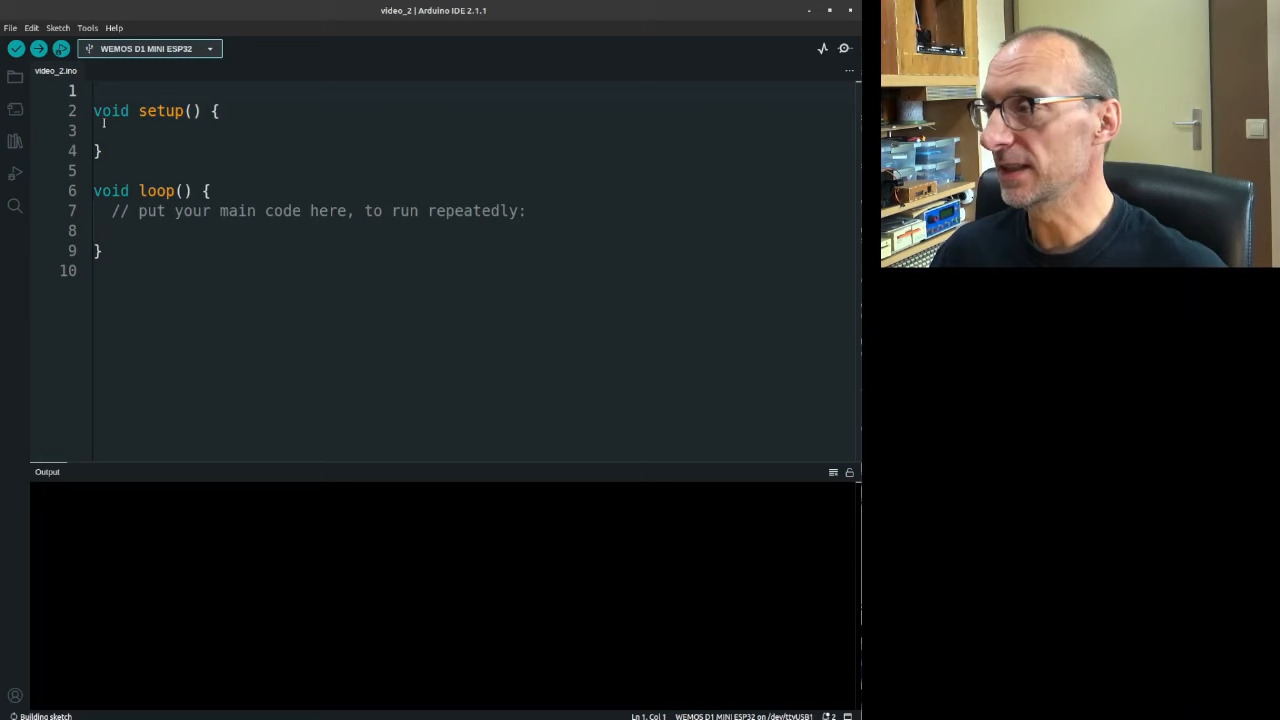 video_2 | Arduino IDE 2.1.1
File Edit Sketch Tools Help
WEMOS D1 MINI ESP32
video_2.ino
1
2 void setup() {
3
4 }
5
6 void loop() {
7 // put your main code here, to run repeatedly:
8
9 }
10
Output
Building sketch Ln 1, Col 1 WEMOS D1 MINI ESP32 on /dev/ttyUSB1 2